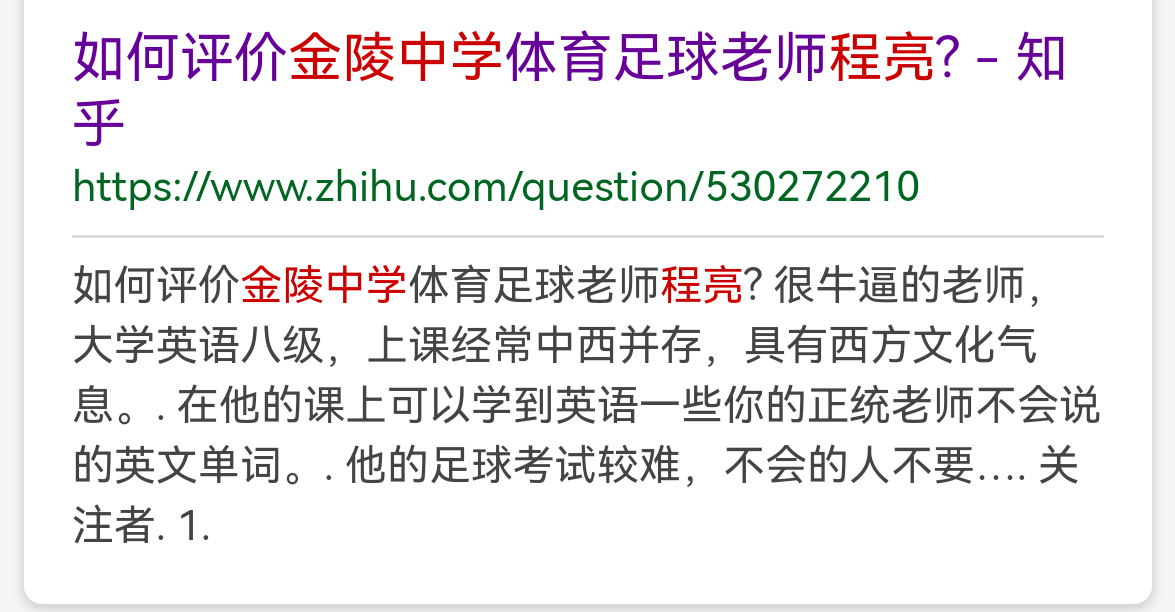 如何评价金陵中学体育足球老师程亮? - 知
乎
https://www.zhihu.com/question/530272210
如何评价金陵中学体育足球老师程亮? 很牛逼的老师，
大学英语八级，上课经常中西并存，具有西方文化气
息。. 在他的课上可以学到英语一些你的正统老师不会说
的英文单词。. 他的足球考试较难，不会的人不要…. 关
注者. 1.